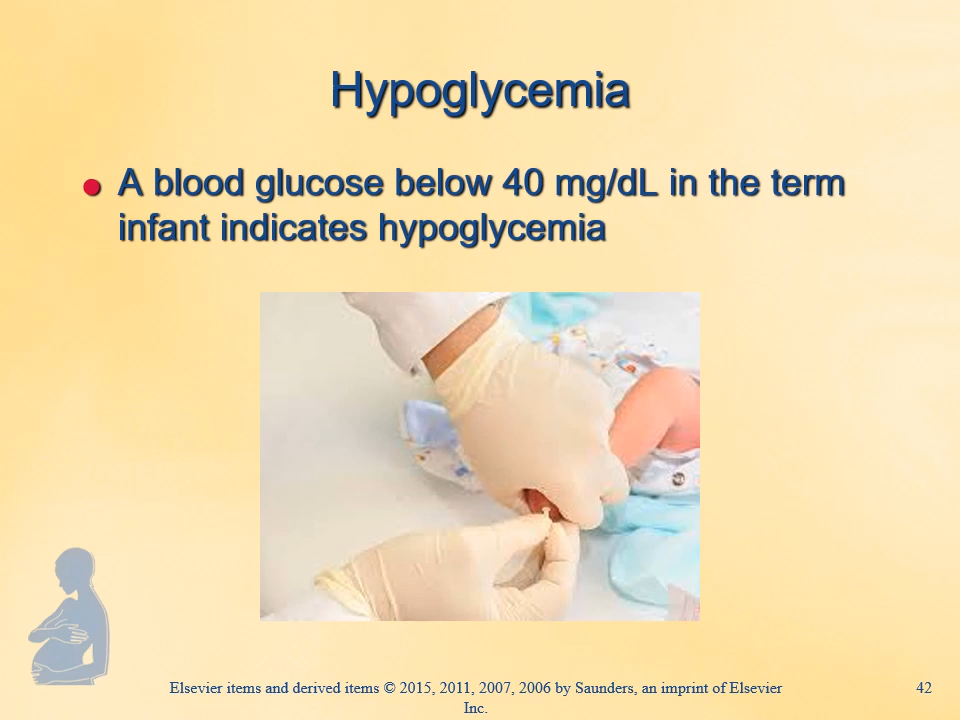 Hypoglycemia
A blood glucose below 40 mg/dL in the term
infant indicates hypoglycemia
Elsevier items and derived items © 2015, 2011, 2007, 2006 by Saunders, an imprint of Elsevier
Inc.
42